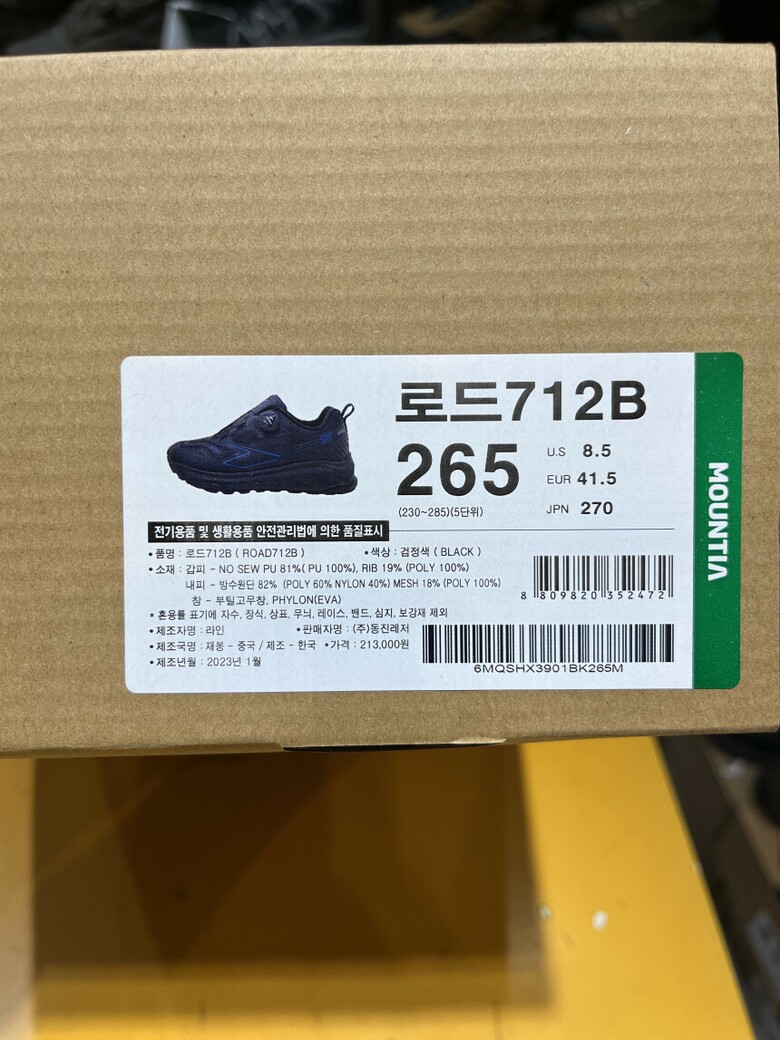 로드712B
265
U.S 8.5
EUR 41.5
JPN 270
(230~285)(5단위)
MOUNTIA
전기용품 및 생활용품 안전관리법에 의한 품질표시
• 품명 : 로드712B ( ROAD712B ) • 색상 : 검정색 ( BLACK )
• 소재 : 갑피 - NO SEW PU 81%( PU 100%), RIB 19% (POLY 100%)
내피 - 방수원단 82% (POLY 60% NYLON 40%) MESH 18% (POLY 100%)
창 - 부틸고무창, PHYLON(EVA)
• 혼용률 표기에 자수, 장식, 상표, 무늬, 레이스, 밴드, 심지, 보강재 제외
• 제조자명 : 라인 • 판매자명 : (주)동진레저
• 제조국명 : 재봉 - 중국 / 제조 - 한국 • 가격 : 213,000원
• 제조년월 : 2023년 1월
8 809820 352472
6MQSHX3901BK265M